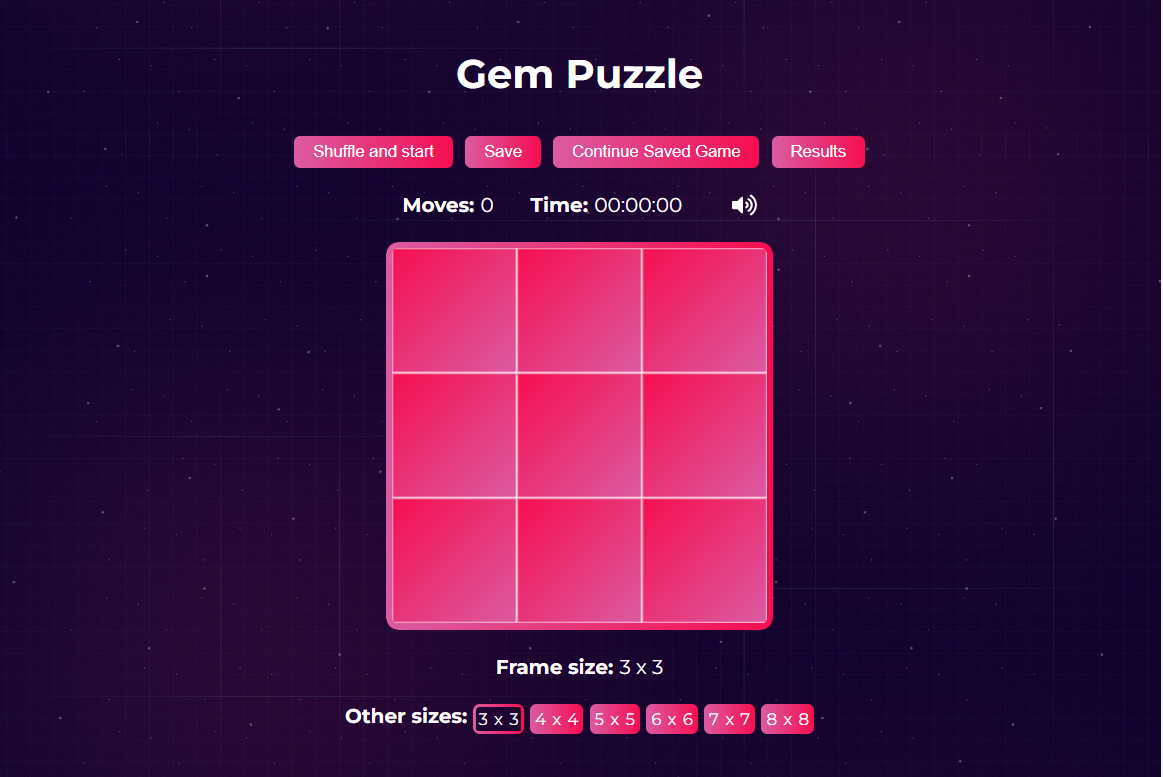 Gem Puzzle
Shuffle and start Save Continue Saved Game Results
Moves: 0 Time: 00:00:00
Frame size: 3 x 3
Other sizes: 3 x 3 4 x 4 5 x 5 6 x 6 7 x 7 8 x 8